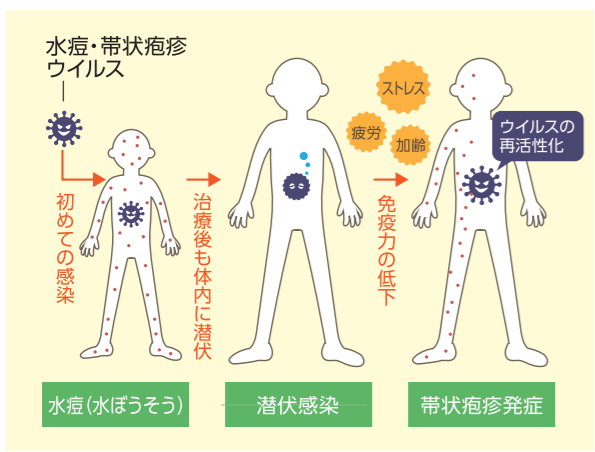 水痘・帯状疱疹
ウイルス
初めての感染
治療後も体内に潜伏
ストレス
疲労
加齢
免疫力の低下
ウイルスの
再活性化
水痘(水ぼうそう)
潜伏感染
帯状疱疹発症